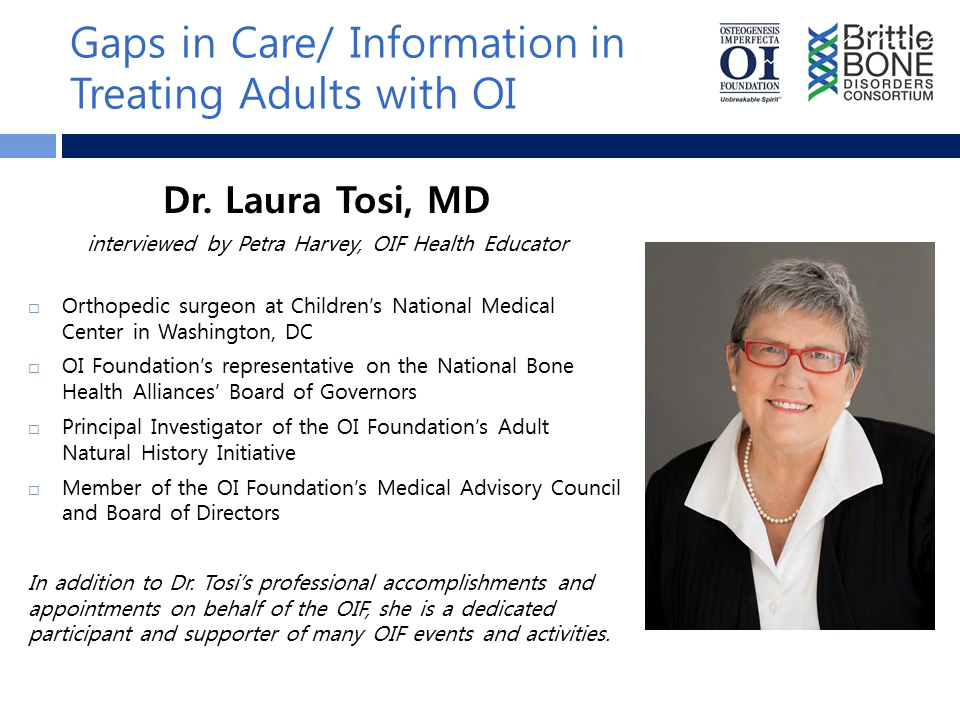 Gaps in Care/ Information in
Treating Adults with OI
OSTEOGENESIS
IMPERFECTA
OI
FOUNDATION
Unbreakable Spirit®
Brittle
BONE
DISORDERS
CONSORTIUM
Dr. Laura Tosi, MD
interviewed by Petra Harvey, OIF Health Educator
Orthopedic surgeon at Children's National Medical
Center in Washington, DC
OI Foundation's representative on the National Bone
Health Alliances' Board of Governors
Principal Investigator of the OI Foundation's Adult
Natural History Initiative
Member of the OI Foundation's Medical Advisory Council
and Board of Directors
In addition to Dr. Tosi's professional accomplishments and
appointments on behalf of the OIF, she is a dedicated
participant and supporter of many OIF events and activities.